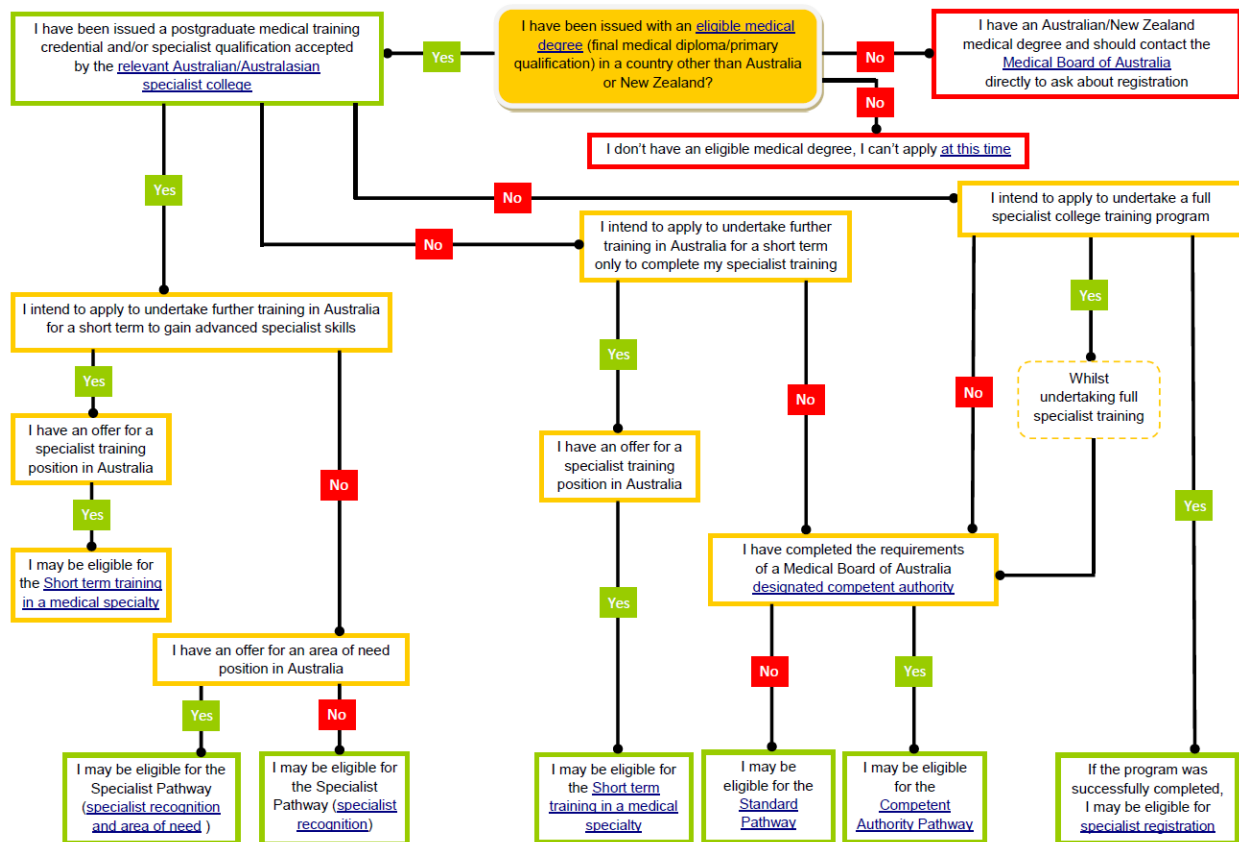 I have been issued a postgraduate medical training
credential and/or specialist qualification accepted
by the relevant Australian/Australasian
specialist college
Yes
I have been issued with an eligible medical
degree (final medical diploma/primary
qualification) in a country other than Australia
or New Zealand?
No
I have an Australian/New Zealand
medical degree and should contact the
Medical Board of Australia
directly to ask about registration
No
I don't have an eligible medical degree, I can't apply at this time
Yes
No
No
I intend to apply to undertake a full
specialist college training program
I intend to apply to undertake further
training in Australia for a short term
only to complete my specialist training
I intend to apply to undertake further training in Australia
for a short term to gain advanced specialist skills
Yes
I have an offer for a
specialist training
position in Australia
Yes
I may be eligible for
the Short term training
in a medical specialty
No
I have an offer for an area of need
position in Australia
Yes
No
I may be eligible for the
Specialist Pathway
(specialist recognition
and area of need )
I may be eligible for
the Specialist
Pathway (specialist
recognition)
Yes
I have an offer for a
specialist training
position in Australia
Yes
I may be eligible for
the Short term
training in a medical
specialty
No
No
Yes
Whilst
undertaking full
specialist training
I have completed the requirements
of a Medical Board of Australia
designated competent authority
No
Yes
I may be
eligible for the
Standard
Pathway
I may be eligible
for the
Competent
Authority Pathway
Yes
If the program was
successfully completed,
I may be eligible for
specialist registration